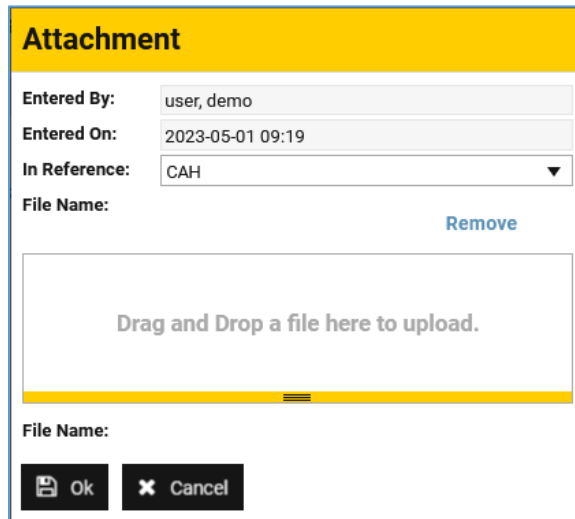 Attachment
Entered By: user, demo
Entered On: 2023-05-01 09:19
In Reference: CAH
File Name:
Remove
Drag and Drop a file here to upload.
File Name:
Ok Cancel